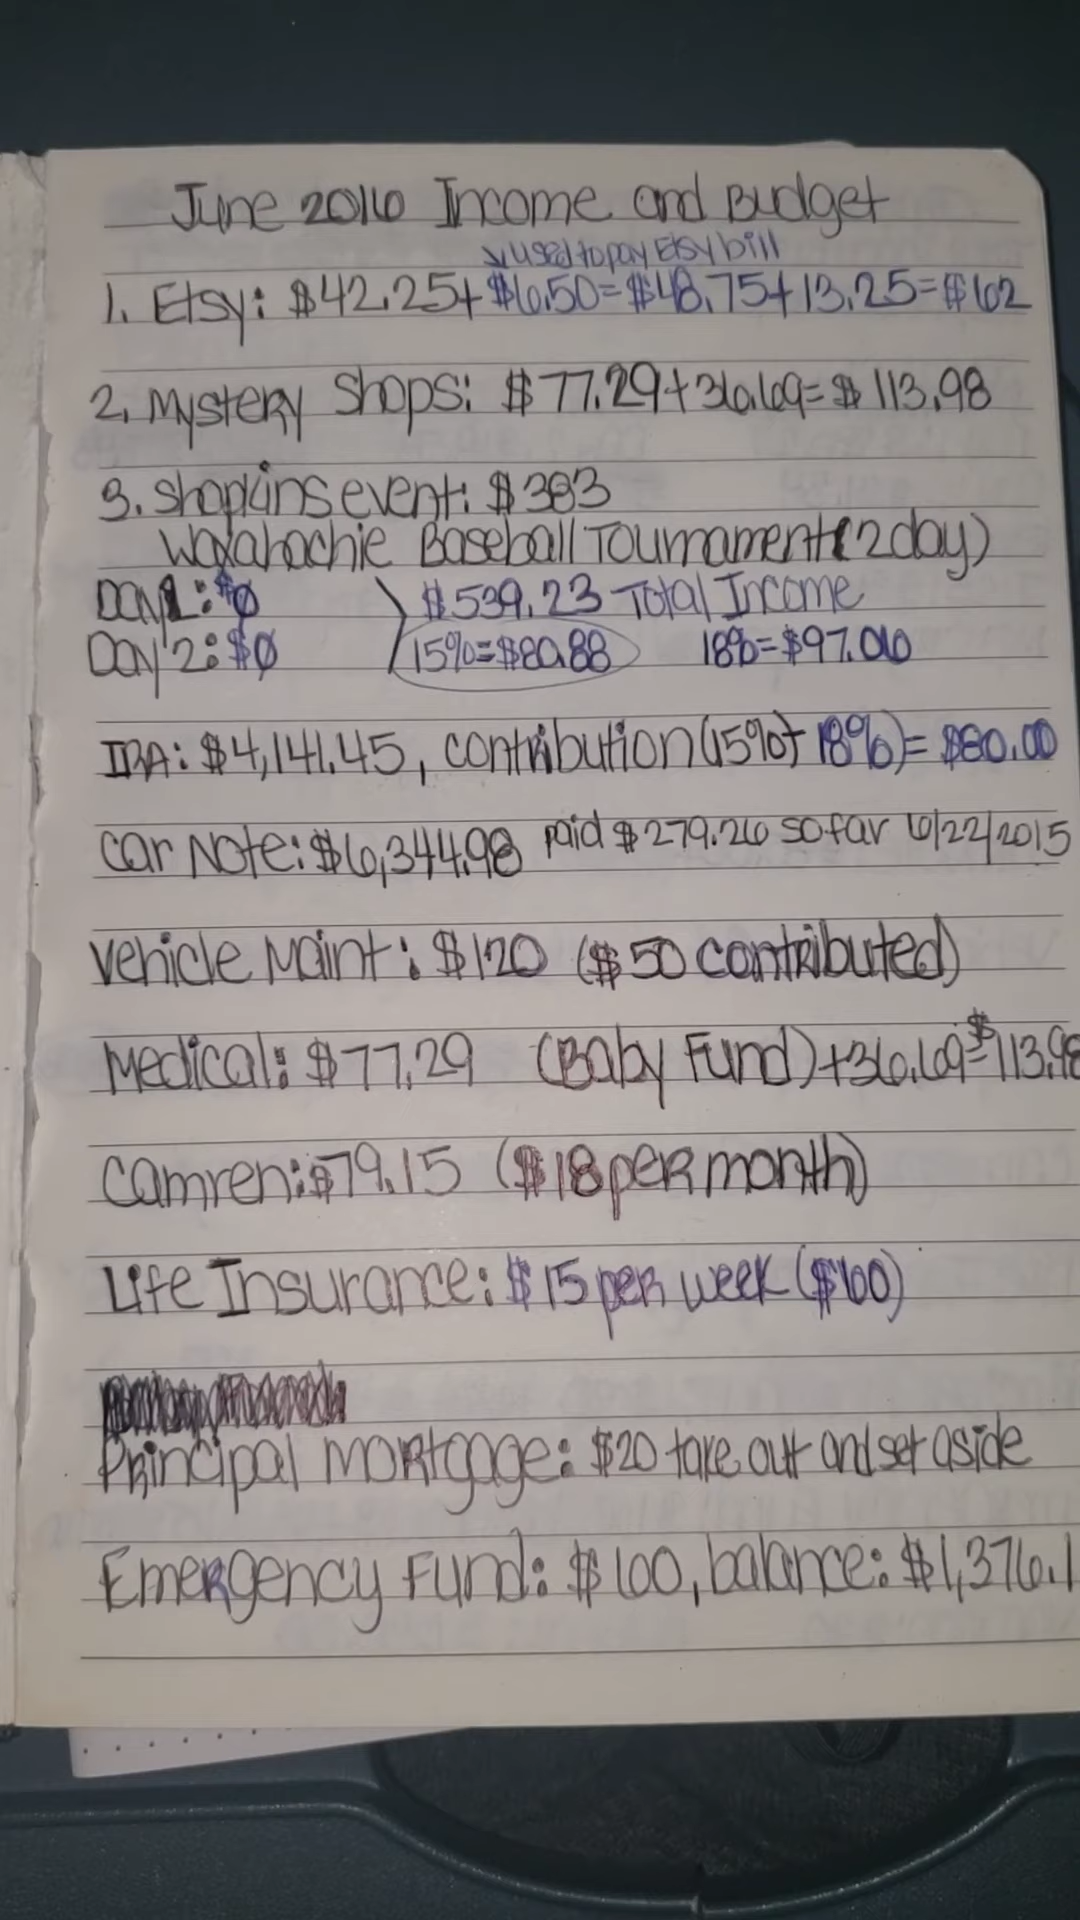 June 2016 Income and Budget
used to pay Etsy bill
1. Etsy: $42.25+ $6.50= $48.75+13.25=$62
2. Mystery Shops: $77.29+36.69=$113.98
3. Shopkins event: $383
Waxahachie Baseball Tournament (2 day)
Day 1: $0
$539.23 Total Income
Day 2: $0
15%=$80.88
18%=$97.06
IRA: $4,141.45, contribution (15%+18%)= $80.00
Car Note: $6,344.98 paid $279.26 so far 6/22/2015
Vehicle Maint: $120 ($50 contributed)
Medical: $77.29 (Baby Fund)+36.69=$113.98
Camren: $79.15 ($18 per month)
Life Insurance: $15 per week ($60)
Principal Mortgage: $20 take out and set aside
Emergency Fund: $100, balance: $1,376.1